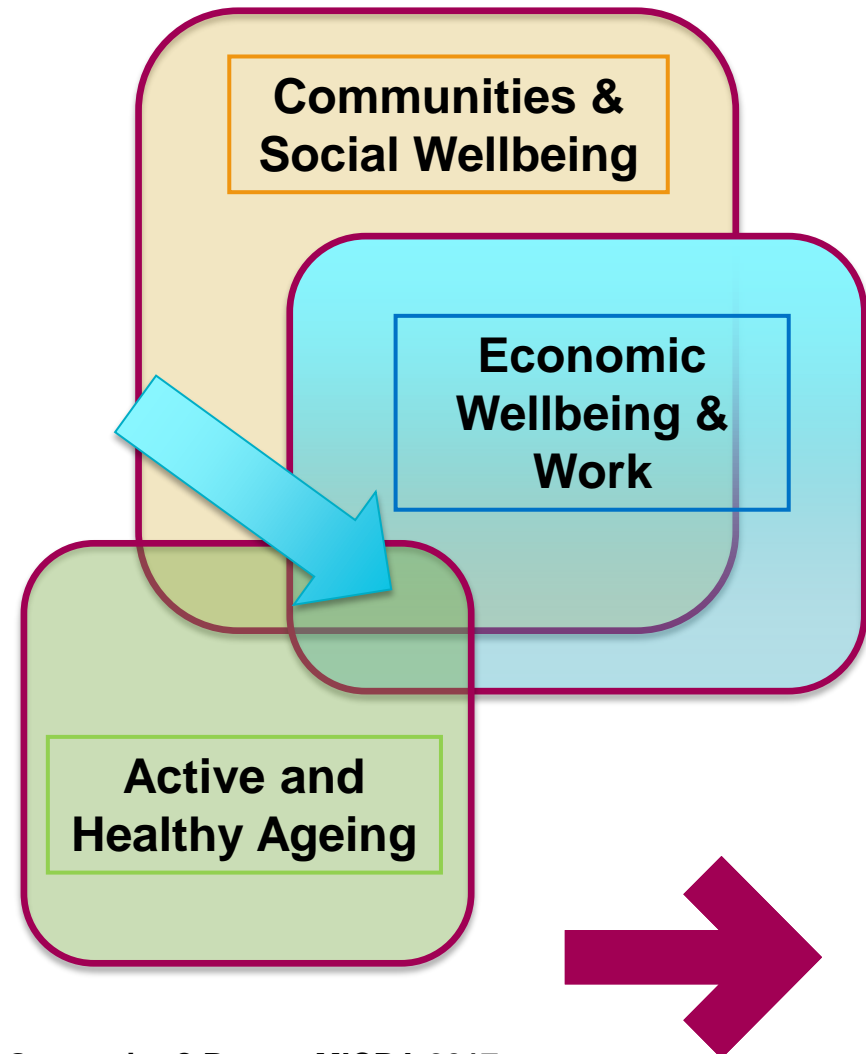 Communities &
Social Wellbeing
Economic
Wellbeing &
Work
Active and
Healthy Ageing